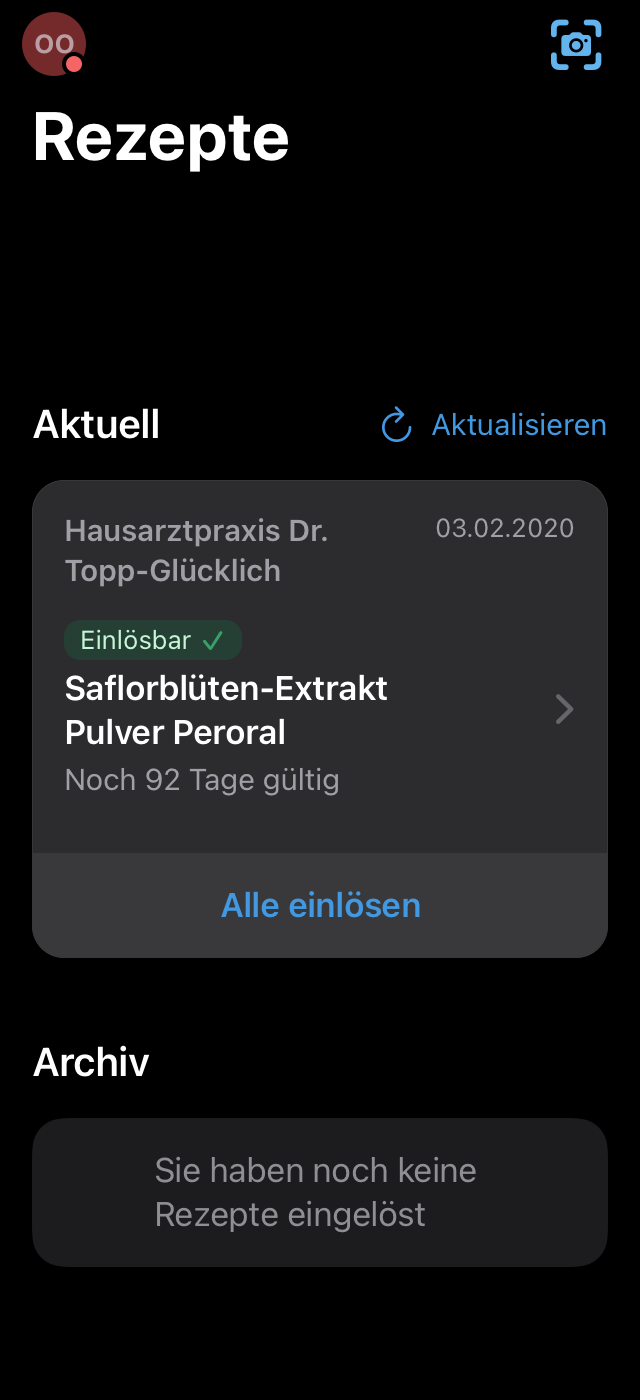 OO
Rezepte
Aktuell
Aktualisieren
Hausarztpraxis Dr.
Topp-Glücklich
03.02.2020
Einlösbar
Saflorblüten-Extrakt
Pulver Peroral
Noch 92 Tage gültig
Alle einlösen
Archiv
Sie haben noch keine
Rezepte eingelöst